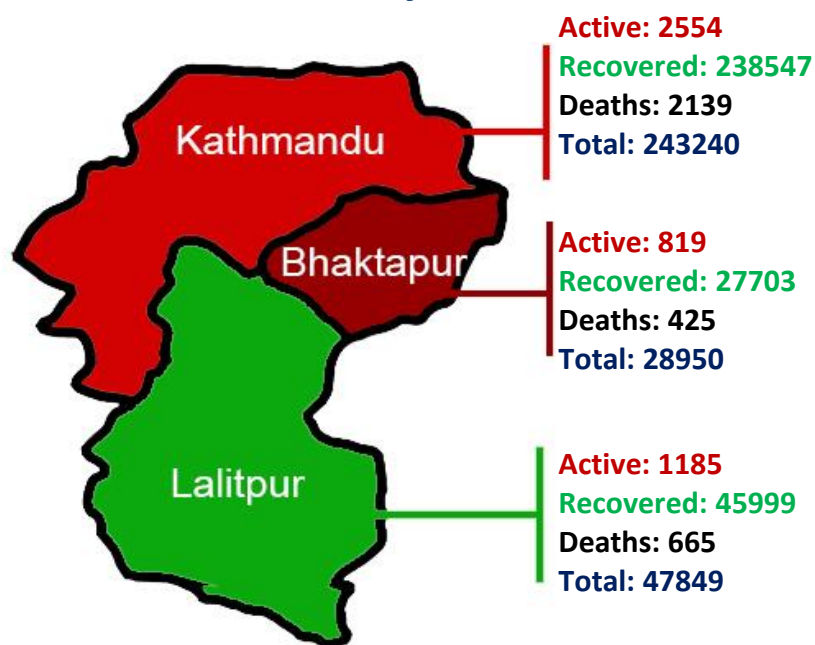 Active: 2554
Recovered: 238547
Deaths: 2139
Total: 243240
Kathmandu
Active: 819
Recovered: 27703
Deaths: 425
Total: 28950
Bhaktapur
Active: 1185
Recovered: 45999
Deaths: 665
Total: 47849
Lalitpur